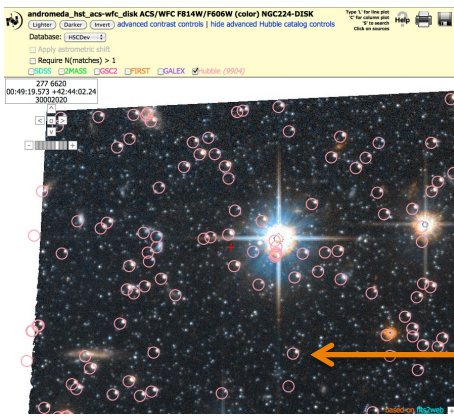 andromeda_hst_acs-wfc_disk ACS/WFC F814W/F606W (color) NGC224-DISK
Lighter Darker Invert advanced contrast controls | hide advanced Hubble catalog controls
Type 'L' for line plot
'C' for column plot
'S' to search
Click on sources
Help
Database: HSCDev
Apply astrometric shift
Require N(matches) > 1
SDSS 2MASS GSC2 FIRST GALEX Hubble (9904)
277 6620
00:49:19.573 +42:44:02.24
30002020
based on fits2web